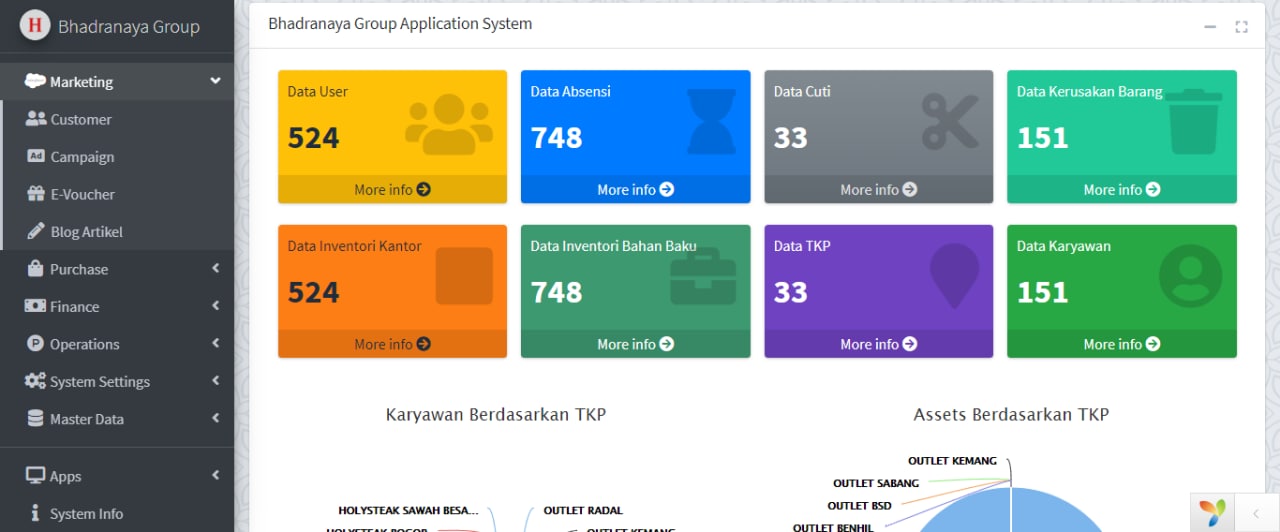 H Bhadranaya Group
Marketing
Customer
Ad Campaign
E-Voucher
Blog Artikel
Purchase
Finance
P Operations
System Settings
Master Data
Apps
System Info
Bhadranaya Group Application System
Data User
524
More info
Data Absensi
748
More info
Data Cuti
33
More info
Data Kerusakan Barang
151
More info
Data Inventori Kantor
524
More info
Data Inventori Bahan Baku
748
More info
Data TKP
33
More info
Data Karyawan
151
More info
Karyawan Berdasarkan TKP
HOLYSTEAK SAWAH BESA...
OUTLET RADAL
HOLYSTEAK BOGOR
OUTLET KEMANG
Assets Berdasarkan TKP
OUTLET KEMANG
OUTLET SABANG
OUTLET BSD
OUTLET BENHIL